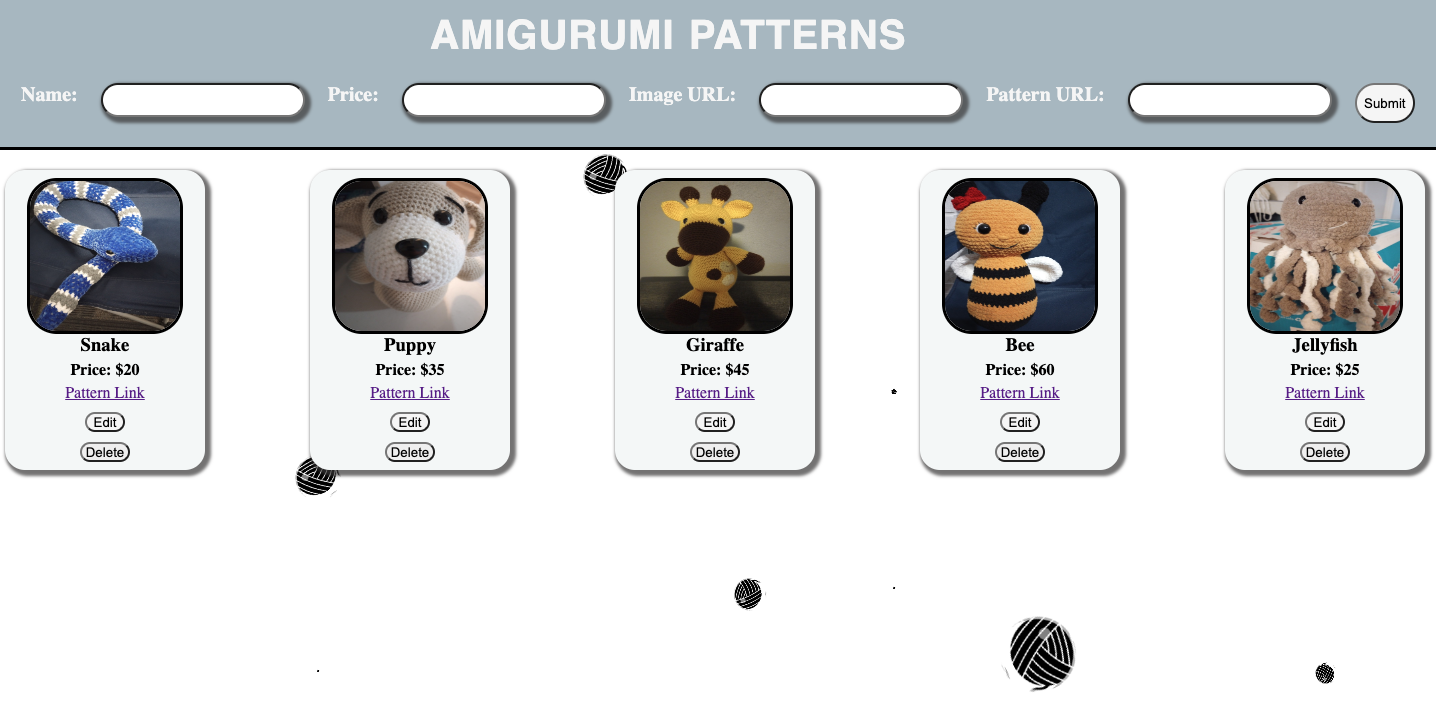 AMIGURUMI PATTERNS
Name: Price: Image URL: Pattern URL: Submit
Snake
Price: $20
Pattern Link
Edit
Delete
Puppy
Price: $35
Pattern Link
Edit
Delete
Giraffe
Price: $45
Pattern Link
Edit
Delete
Bee
Price: $60
Pattern Link
Edit
Delete
Jellyfish
Price: $25
Pattern Link
Edit
Delete